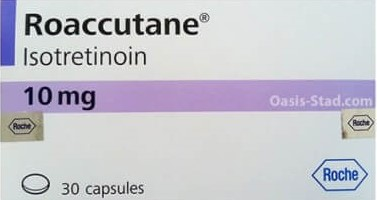 Roaccutane®
Isotretinoin
10 mg
Oasis-Stad.com
Roche
Roche
30 capsules
Roche